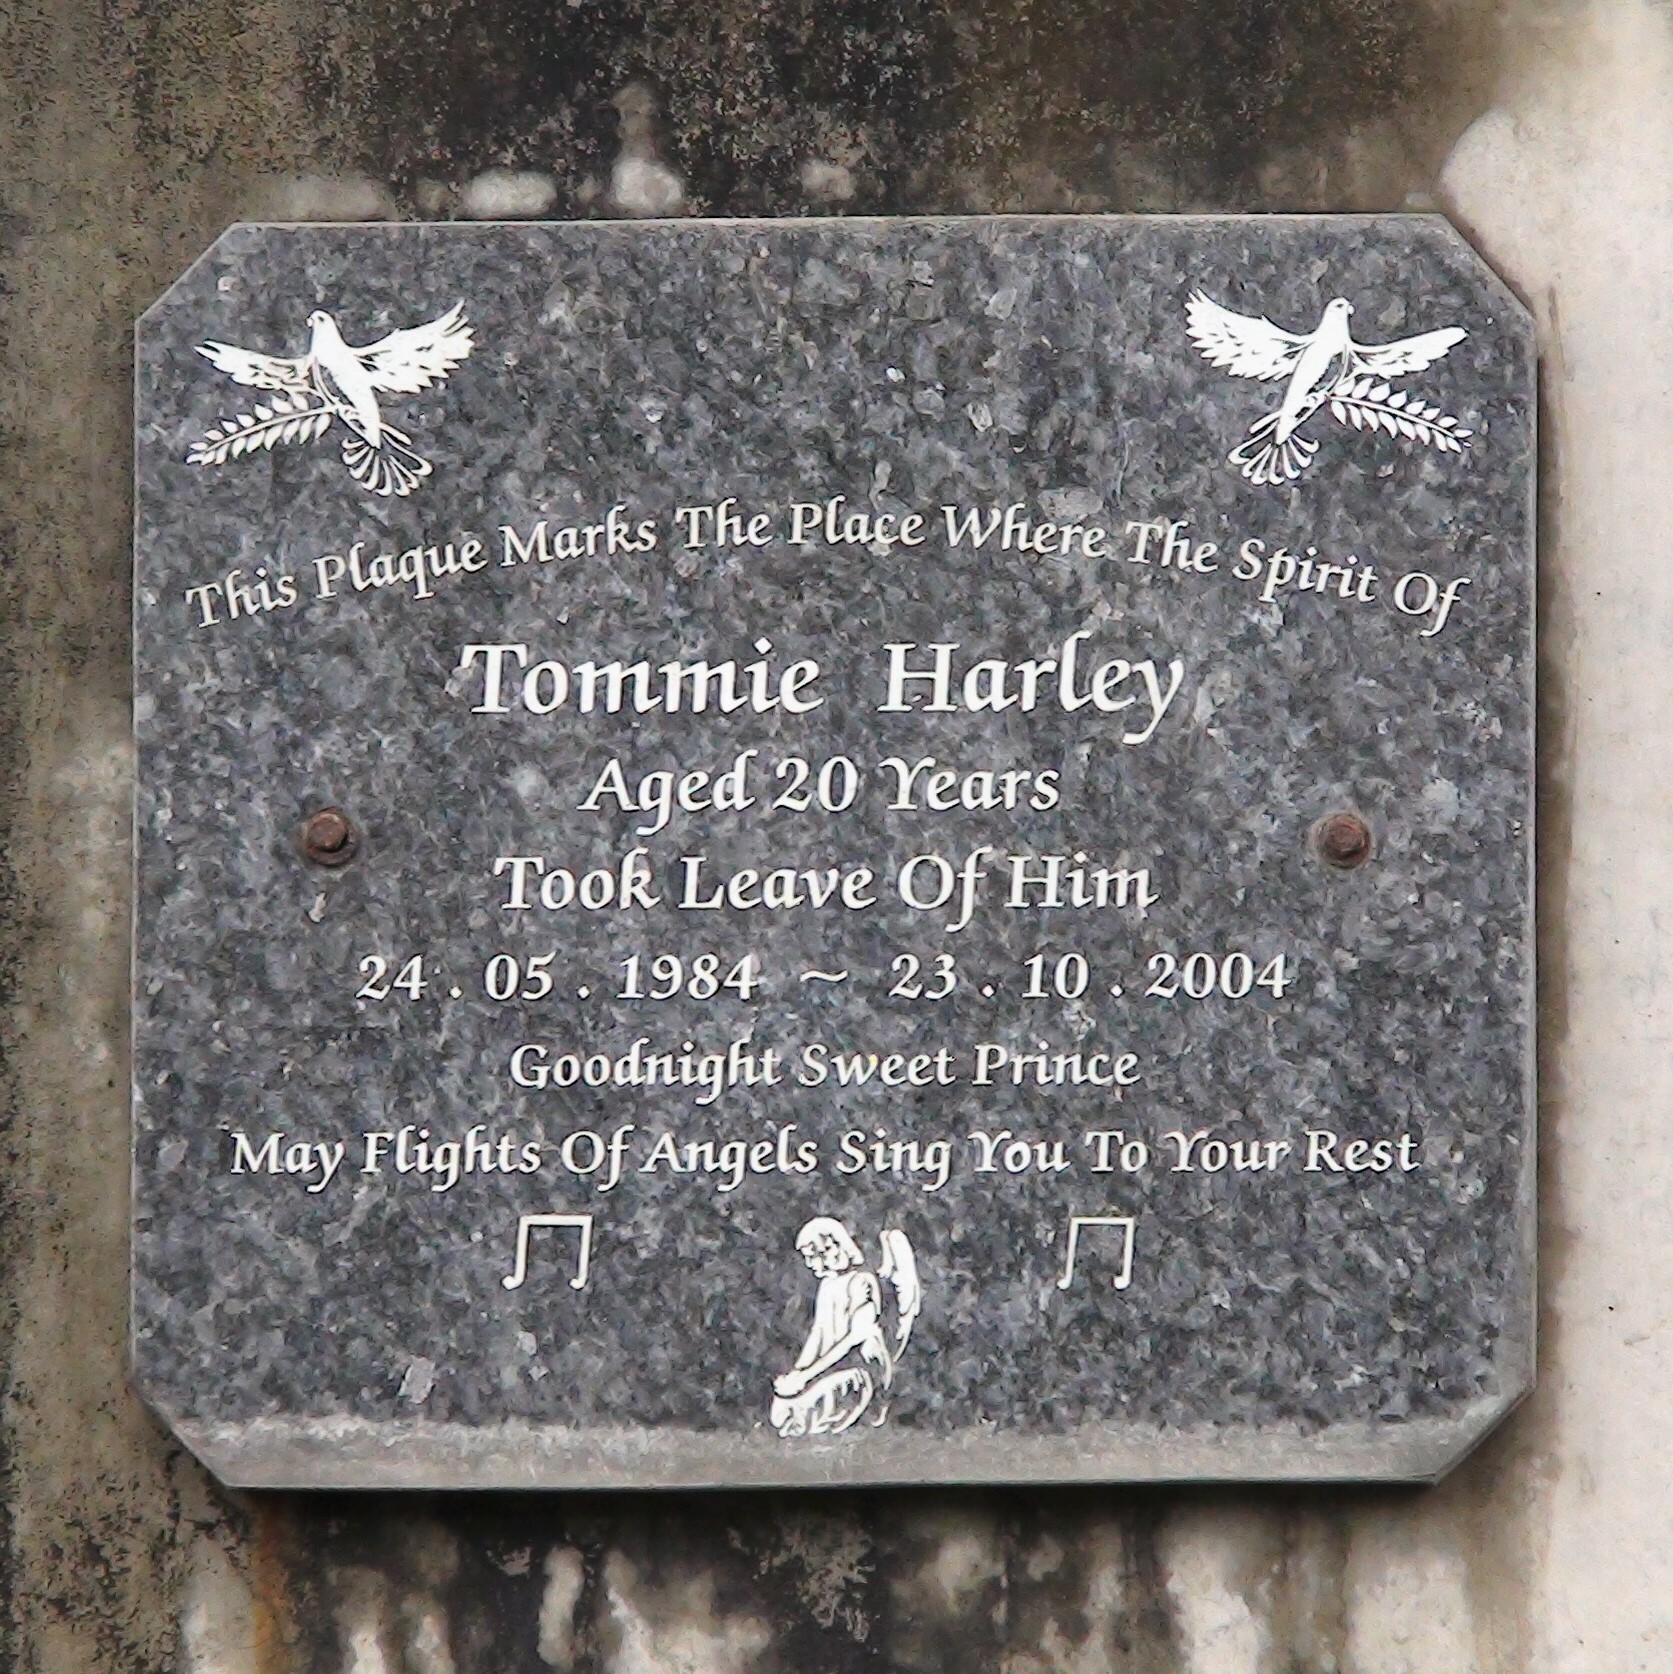 This Plaque Marks The Place Where The Spirit Of
Tommie Harley
Aged 20 Years
Took Leave Of Him
24 . 05 . 1984 ~ 23 . 10 . 2004
Goodnight Sweet Prince
May Flights Of Angels Sing You To Your Rest